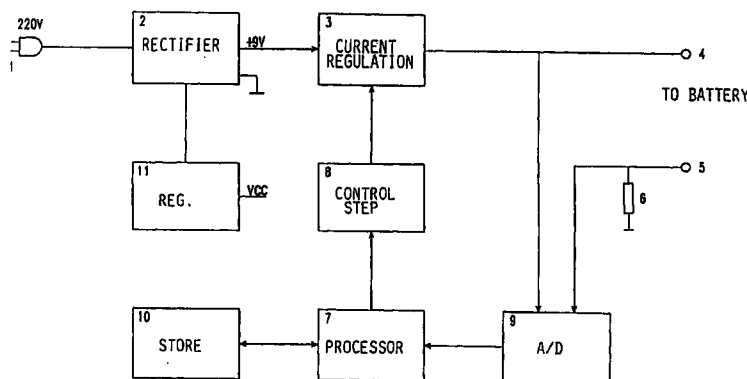 220V
1
2
RECTIFIER
+9V
3
CURRENT
REGULATION
4
TO BATTERY
5
6
11
REG.
VCC
8
CONTROL
STEP
10
STORE
7
PROCESSOR
9
A/D